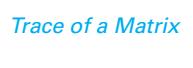 Trace of a Matrix